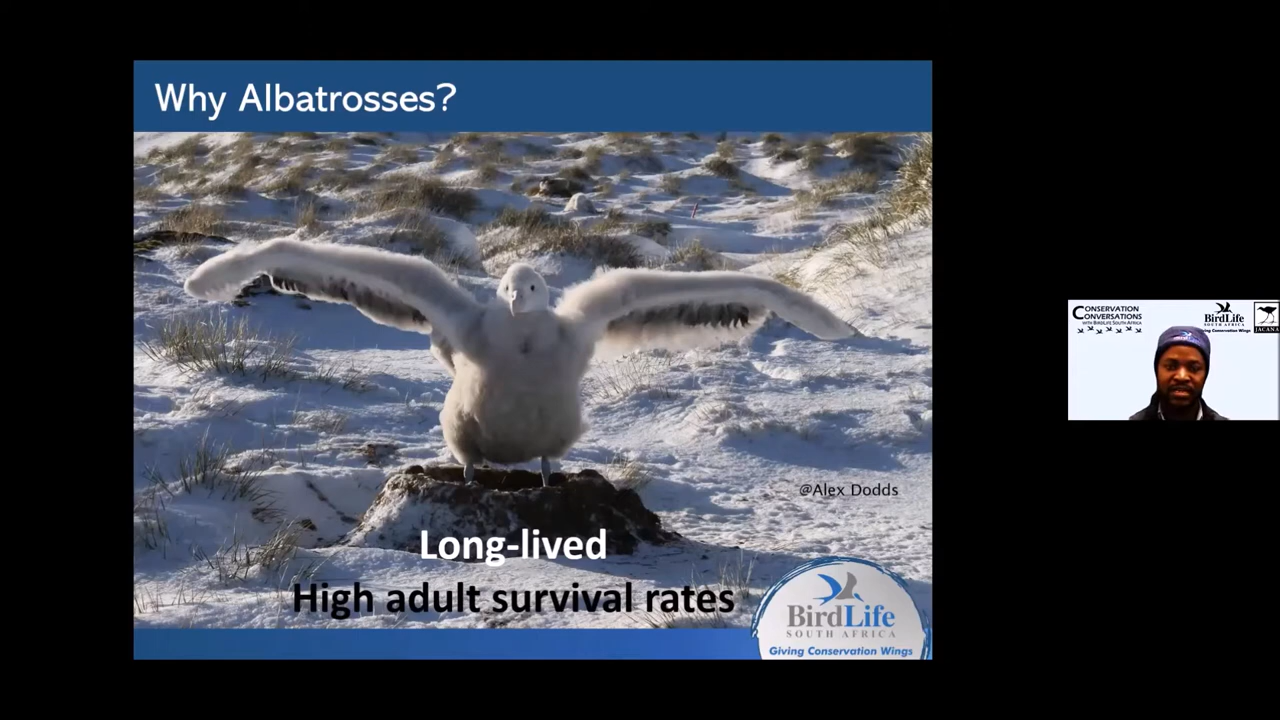 Why Albatrosses?
@Alex Dodds
Long-lived
High adult survival rates
BirdLife
SOUTH AFRICA
Giving Conservation Wings
CONSERVATION
CONVERSATIONS
WITH BIRDLIFE SOUTH AFRICA
BirdLife
SOUTH AFRICA
Giving Conservation Wings
JACANA